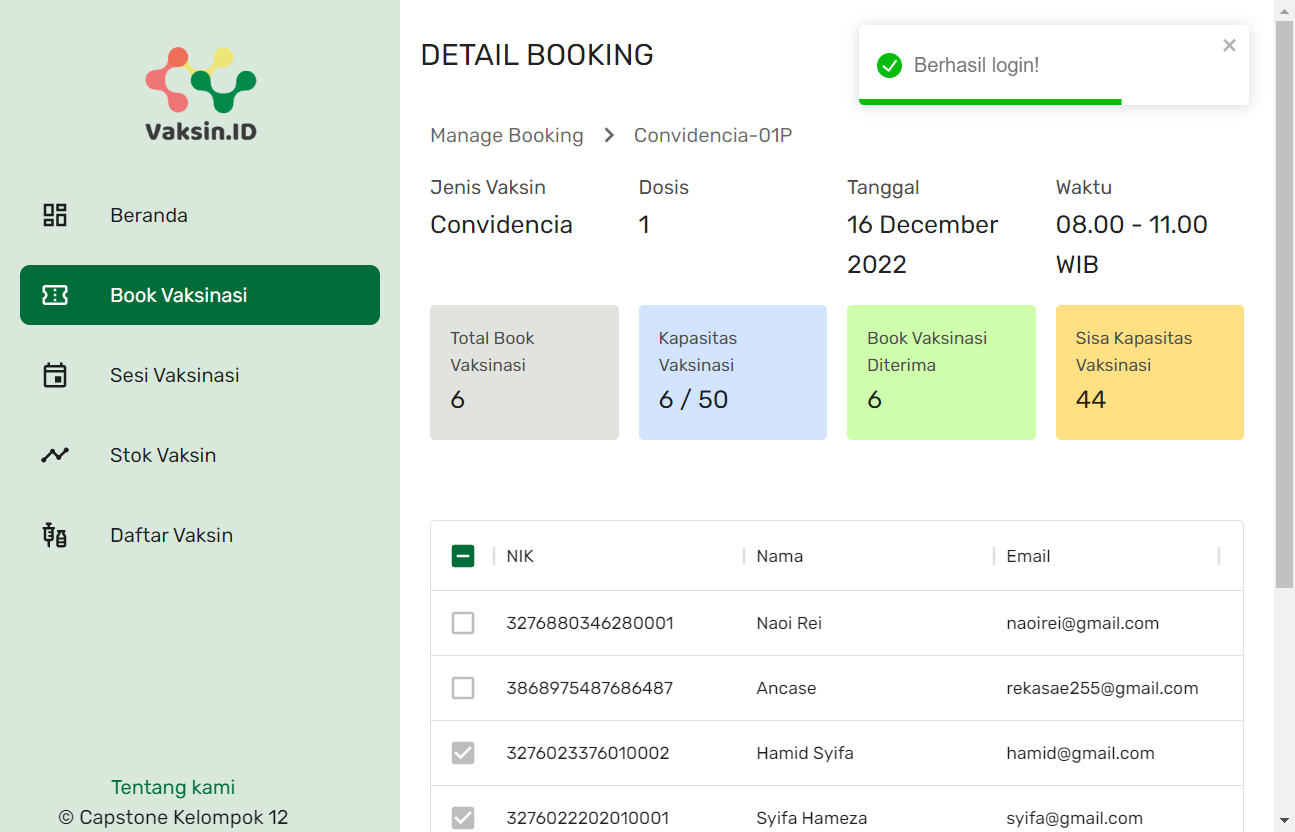 Vaksin.ID
Beranda
Book Vaksinasi
Sesi Vaksinasi
Stok Vaksin
Daftar Vaksin
Tentang kami
© Capstone Kelompok 12
DETAIL BOOKING
Berhasil login!
Manage Booking > Convidencia-01P
Jenis Vaksin
Convidencia
Dosis
1
Tanggal
16 December
2022
Waktu
08.00 - 11.00
WIB
Total Book
Vaksinasi
6
Kapasitas
Vaksinasi
6 / 50
Book Vaksinasi
Diterima
6
Sisa Kapasitas
Vaksinasi
44
NIK Nama Email
3276880346280001 Naoi Rei naoirei@gmail.com
3868975487686487 Ancase rekasae255@gmail.com
3276023376010002 Hamid Syifa hamid@gmail.com
3276022202010001 Syifa Hameza syifa@gmail.com